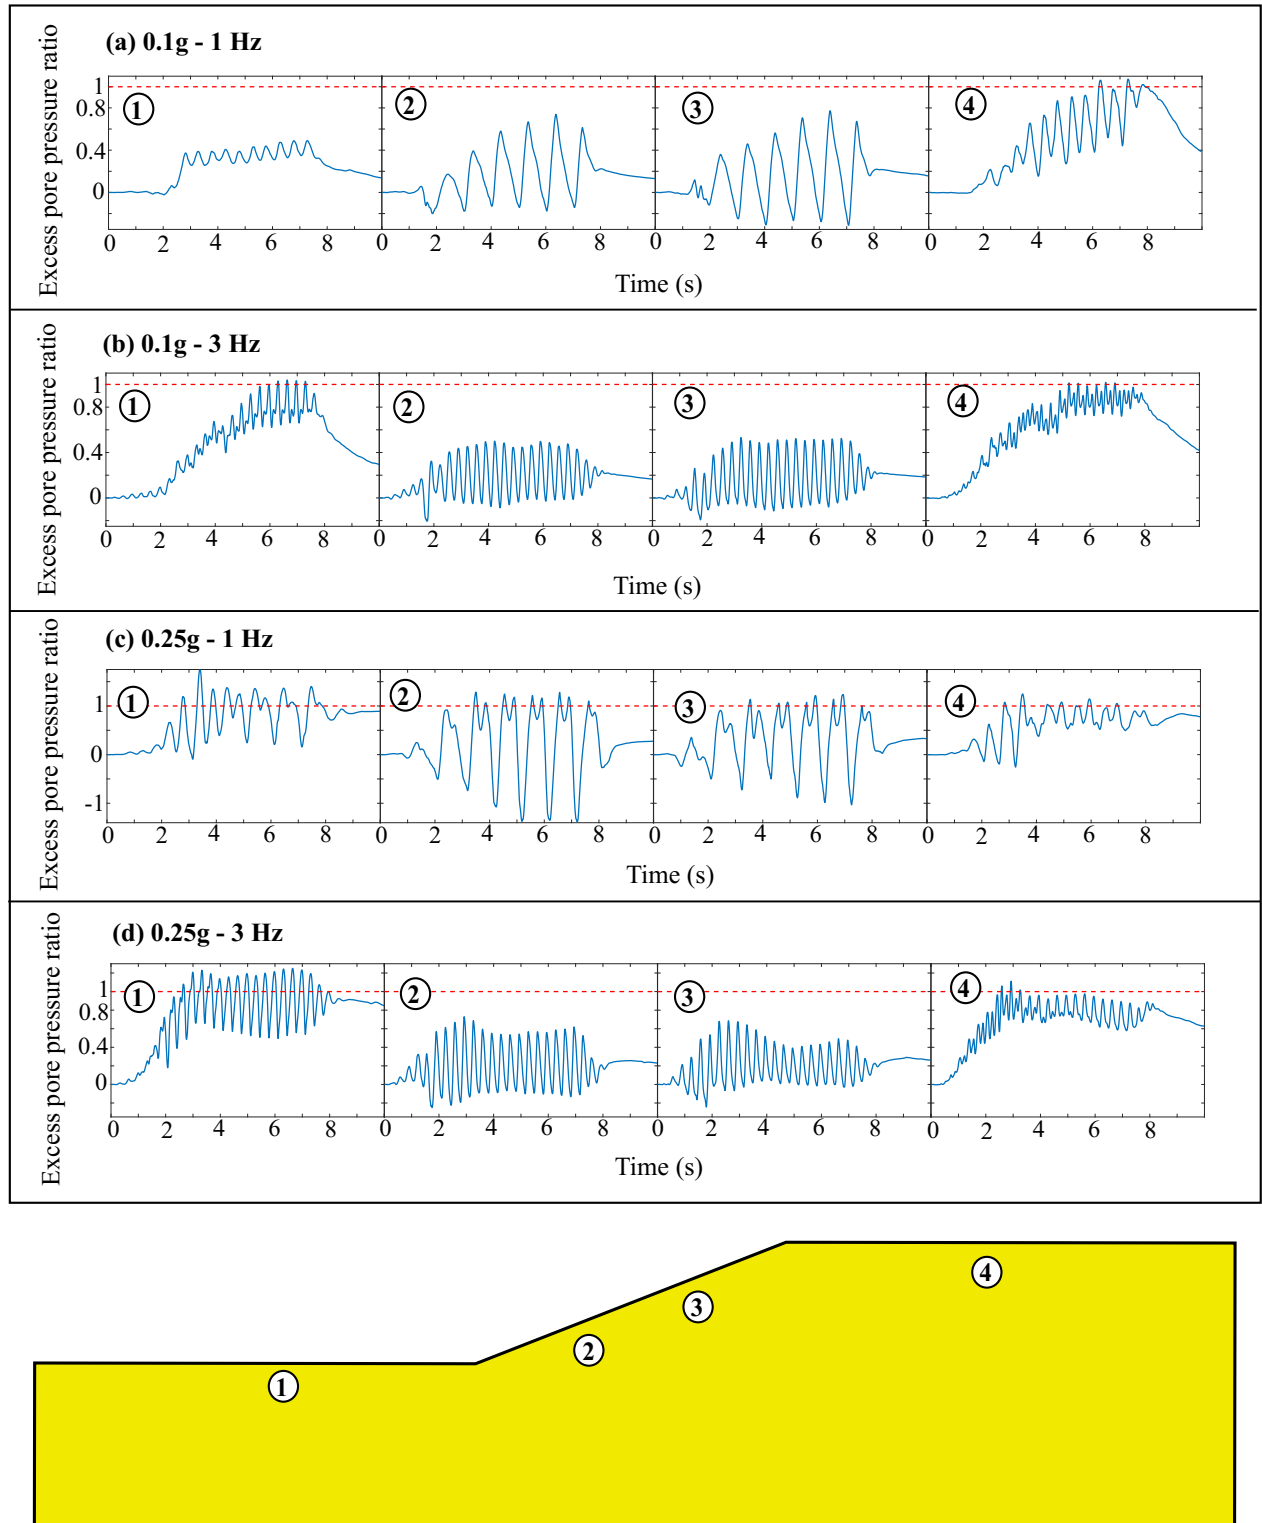 (a) 0.1g - 1 Hz
Excess pore pressure ratio
1
0.8
0.4
0
1 2 3 4
0 2 4 6 8 0 2 4 6 8 0 2 4 6 8 0 2 4 6 8
Time (s)
(b) 0.1g - 3 Hz
Excess pore pressure ratio
1
0.8
0.4
0
1 2 3 4
0 2 4 6 8 0 2 4 6 8 0 2 4 6 8 0 2 4 6 8
Time (s)
(c) 0.25g - 1 Hz
Excess pore pressure ratio
1
0
-1
1 2 3 4
0 2 4 6 8 0 2 4 6 8 0 2 4 6 8 0 2 4 6 8
Time (s)
(d) 0.25g - 3 Hz
Excess pore pressure ratio
1
0.8
0.4
0
1 2 3 4
0 2 4 6 8 0 2 4 6 8 0 2 4 6 8 0 2 4 6 8
Time (s)
4
3
2
1